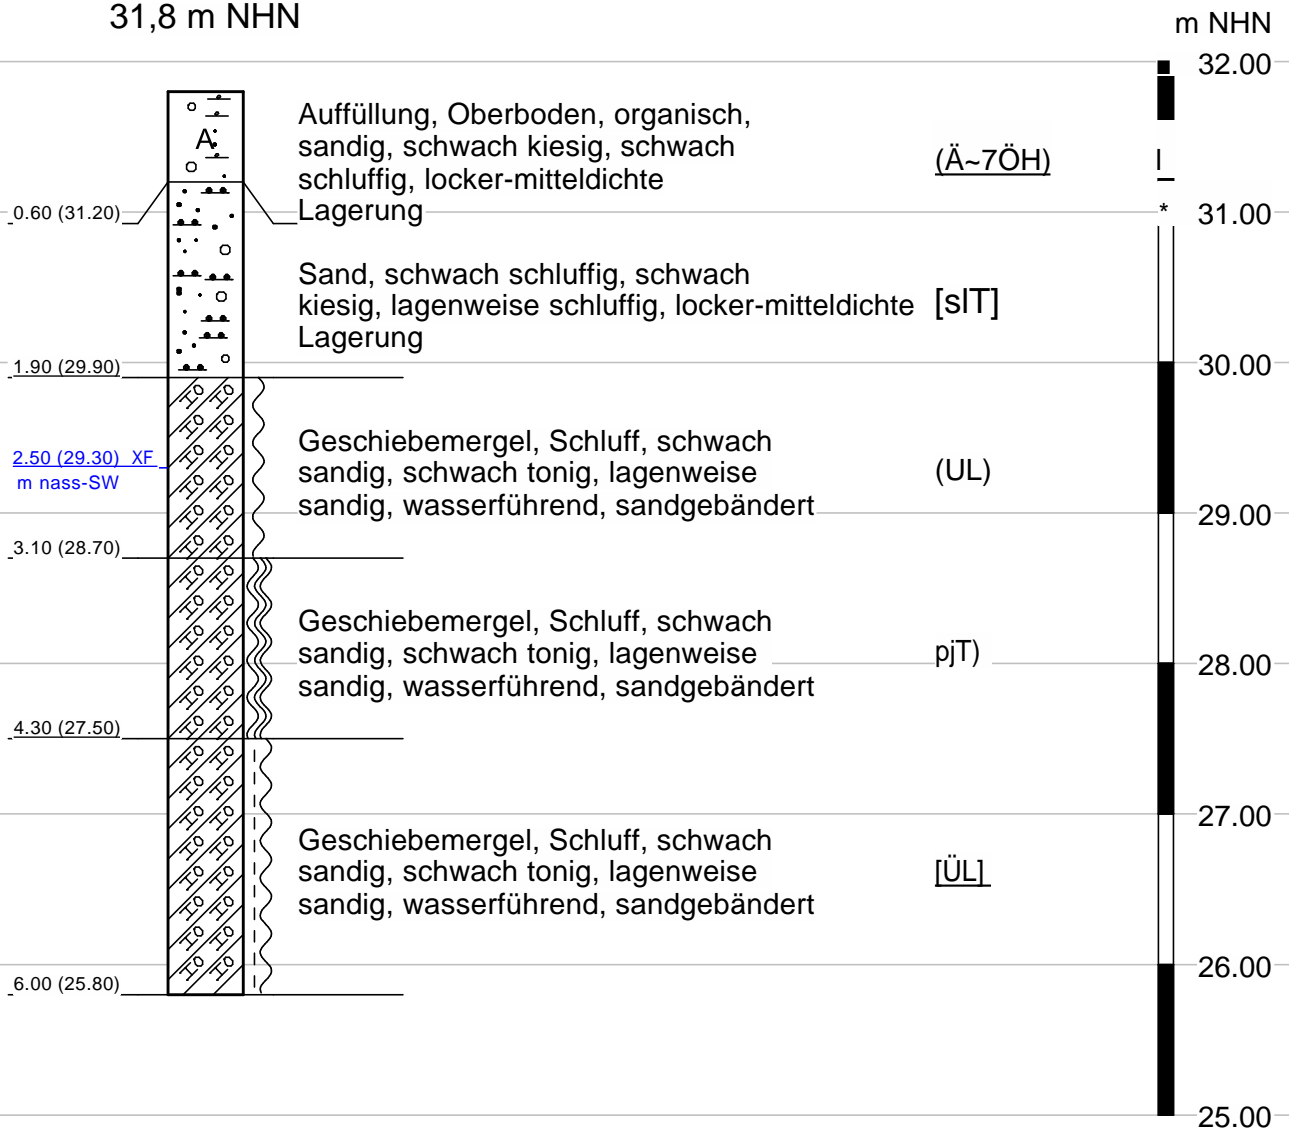 31,8 m NHN
m NHN
32.00
Auffüllung, Oberboden, organisch,
sandig, schwach kiesig, schwach
schluffig, locker-mitteldichte
Lagerung
(Ä~7ÖH)
A
0.60 (31.20)
*
31.00
Sand, schwach schluffig, schwach
kiesig, lagenweise schluffig, locker-mitteldichte
Lagerung
[slT]
1.90 (29.90)
30.00
Geschiebemergel, Schluff, schwach
sandig, schwach tonig, lagenweise
sandig, wasserführend, sandgebändert
(UL)
2.50 (29.30) XF
m nass-SW
29.00
3.10 (28.70)
Geschiebemergel, Schluff, schwach
sandig, schwach tonig, lagenweise
sandig, wasserführend, sandgebändert
pjT)
28.00
4.30 (27.50)
27.00
Geschiebemergel, Schluff, schwach
sandig, schwach tonig, lagenweise
sandig, wasserführend, sandgebändert
[ÜL]
26.00
6.00 (25.80)
25.00